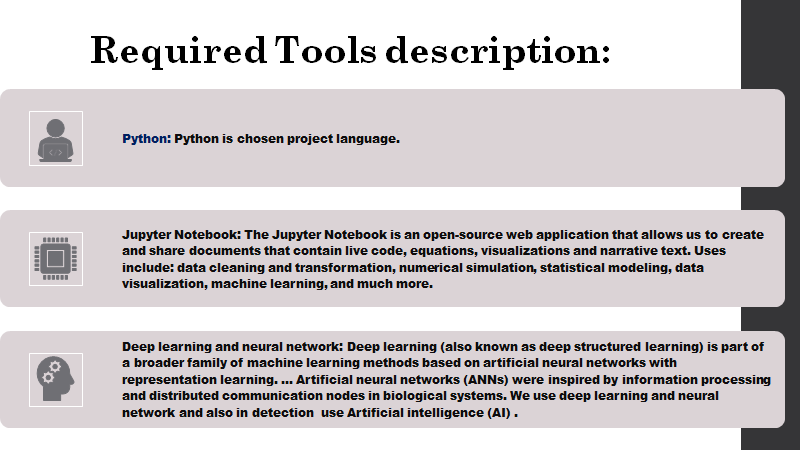 Required Tools description:
Python: Python is chosen project language.
Jupyter Notebook: The Jupyter Notebook is an open-source web application that allows us to create
and share documents that contain live code, equations, visualizations and narrative text. Uses
include: data cleaning and transformation, numerical simulation, statistical modeling, data
visualization, machine learning, and much more.
Deep learning and neural network: Deep learning (also known as deep structured learning) is part of
a broader family of machine learning methods based on artificial neural networks with
representation learning. ... Artificial neural networks (ANNs) were inspired by information processing
and distributed communication nodes in biological systems. We use deep learning and neural
network and also in detection  use Artificial intelligence (AI) .